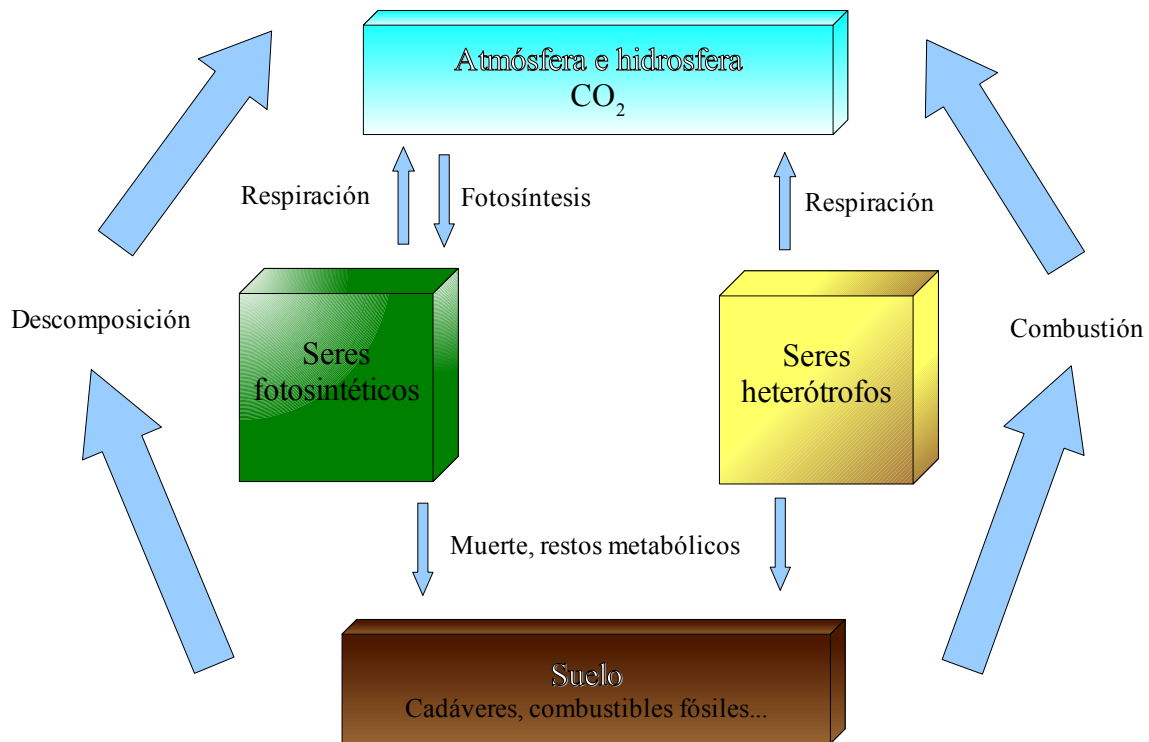 Atmósfera e hidrosfera
CO₂
Respiración
Fotosíntesis
Respiración
Descomposición
Combustión
Seres
fotosintéticos
Seres
heterótrofos
Muerte, restos metabólicos
Suelo
Cadáveres, combustibles fósiles...